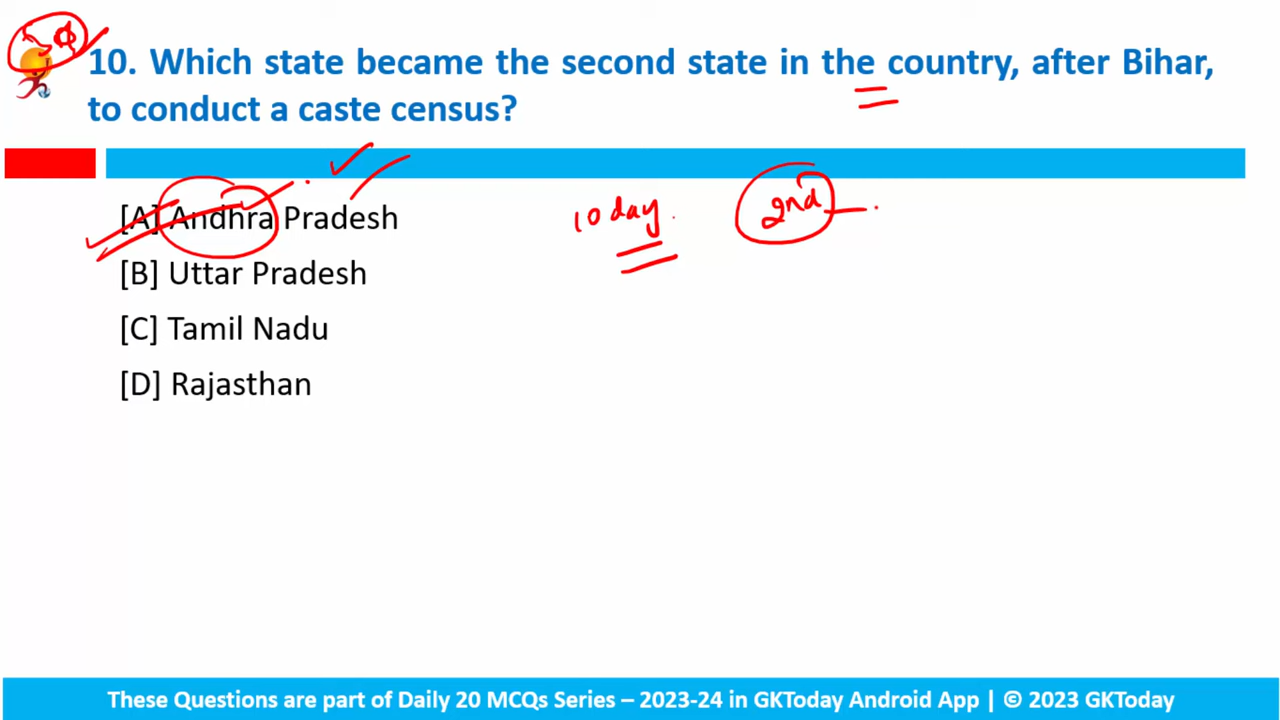 10. Which state became the second state in the country, after Bihar,
to conduct a caste census?
[A] Andhra Pradesh
10 day.
2nd
[B] Uttar Pradesh
[C] Tamil Nadu
[D] Rajasthan
These Questions are part of Daily 20 MCQs Series – 2023-24 in GKToday Android App | © 2023 GKToday